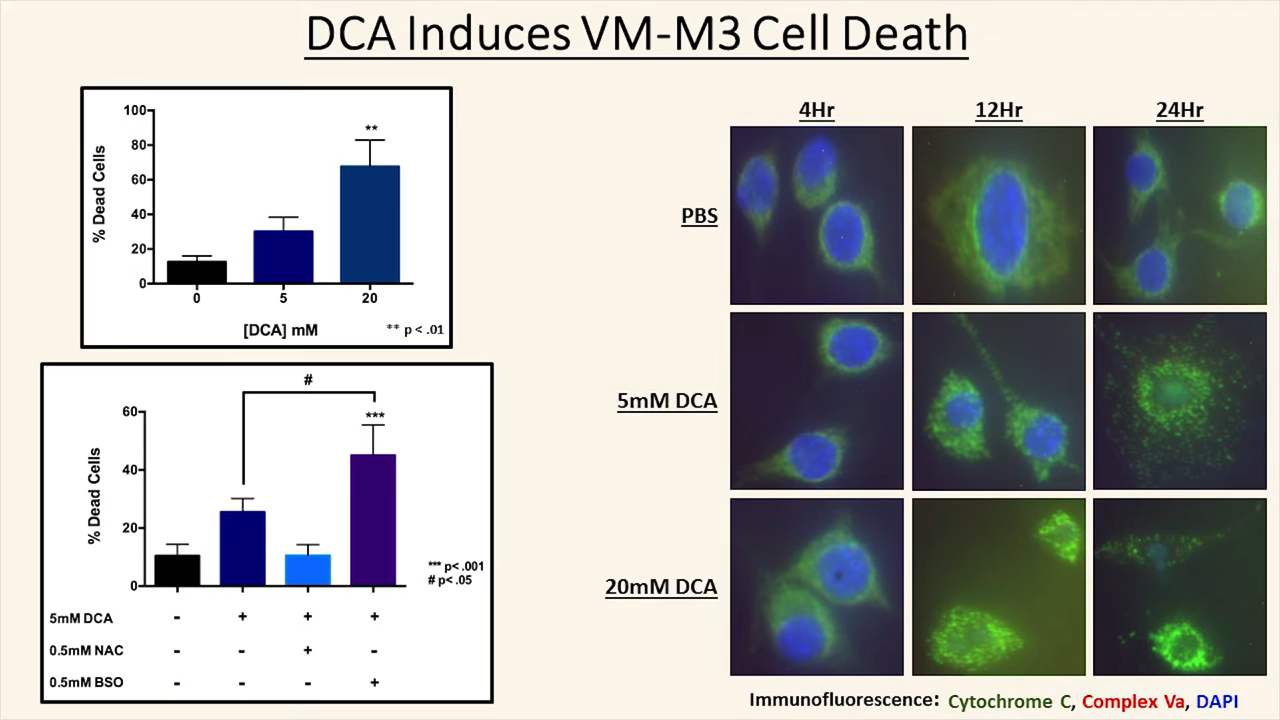 DCA Induces VM-M3 Cell Death
100
80
60
40
20
0
% Dead Cells
**
0 5 20
[DCA] mM
** p < .01
#
***
60
40
20
0
% Dead Cells
*** p< .001
# p< .05
5mM DCA - + + +
0.5mM NAC - - + -
0.5mM BSO - - - +
4Hr 12Hr 24Hr
PBS
5mM DCA
20mM DCA
Immunofluorescence: Cytochrome C, Complex Va, DAPI